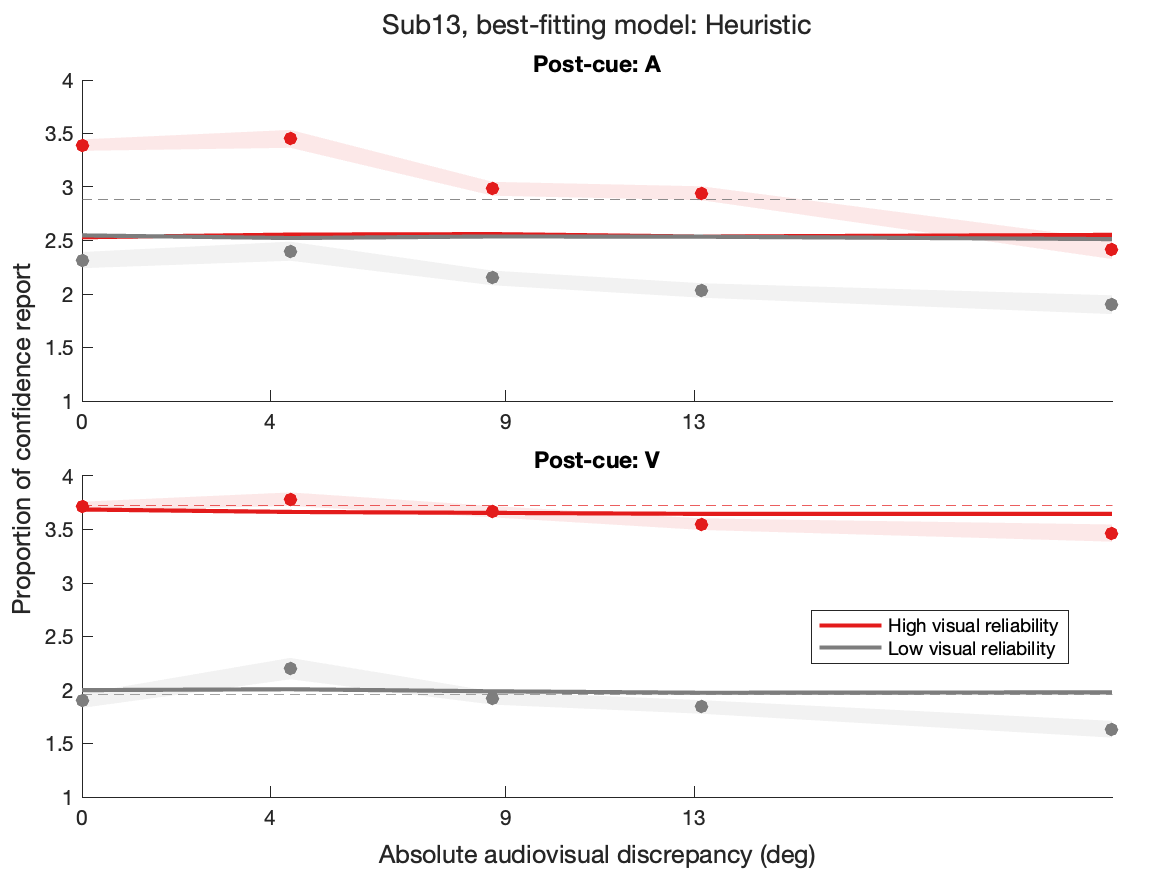 Sub13, best-fitting model: Heuristic
Post-cue: A
4
3.5
3
2.5
2
1.5
1
0 4 9 13
Proportion of confidence report
Post-cue: V
4
3.5
3
2.5
2
1.5
1
High visual reliability
Low visual reliability
0 4 9 13
Absolute audiovisual discrepancy (deg)